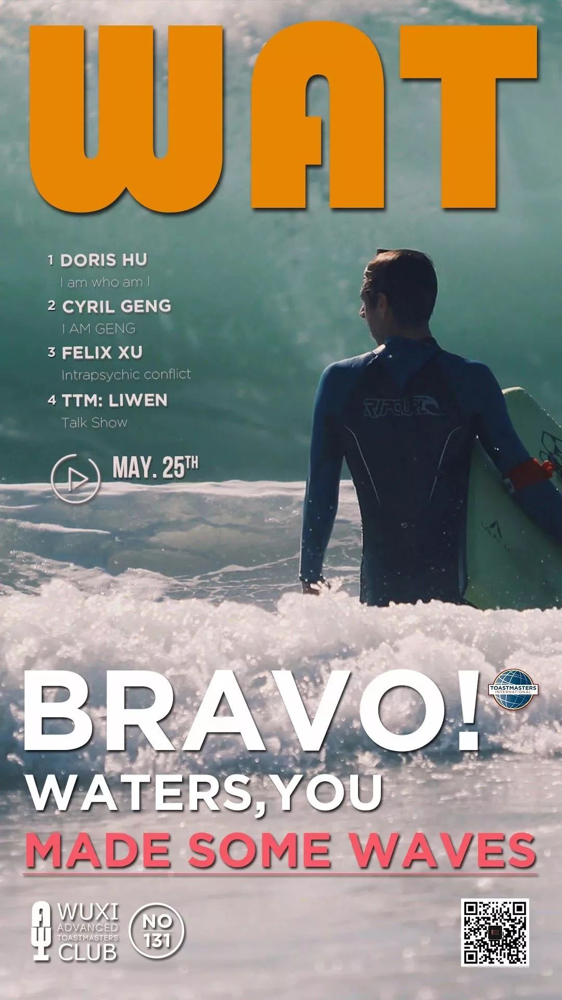 WAT
1 DORIS HU
I am who am I
2 CYRIL GENG
I AM GENG
3 FELIX XU
Intrapsychic conflict
4 TTM: LIWEN
Talk Show
MAY. 25TH
RIPCURL
BRAVO!
TOASTMASTERS
INTERNATIONAL
WATERS,YOU
MADE SOME WAVES
WUXI
ADVANCED
TOASTMASTERS
CLUB
NO
131